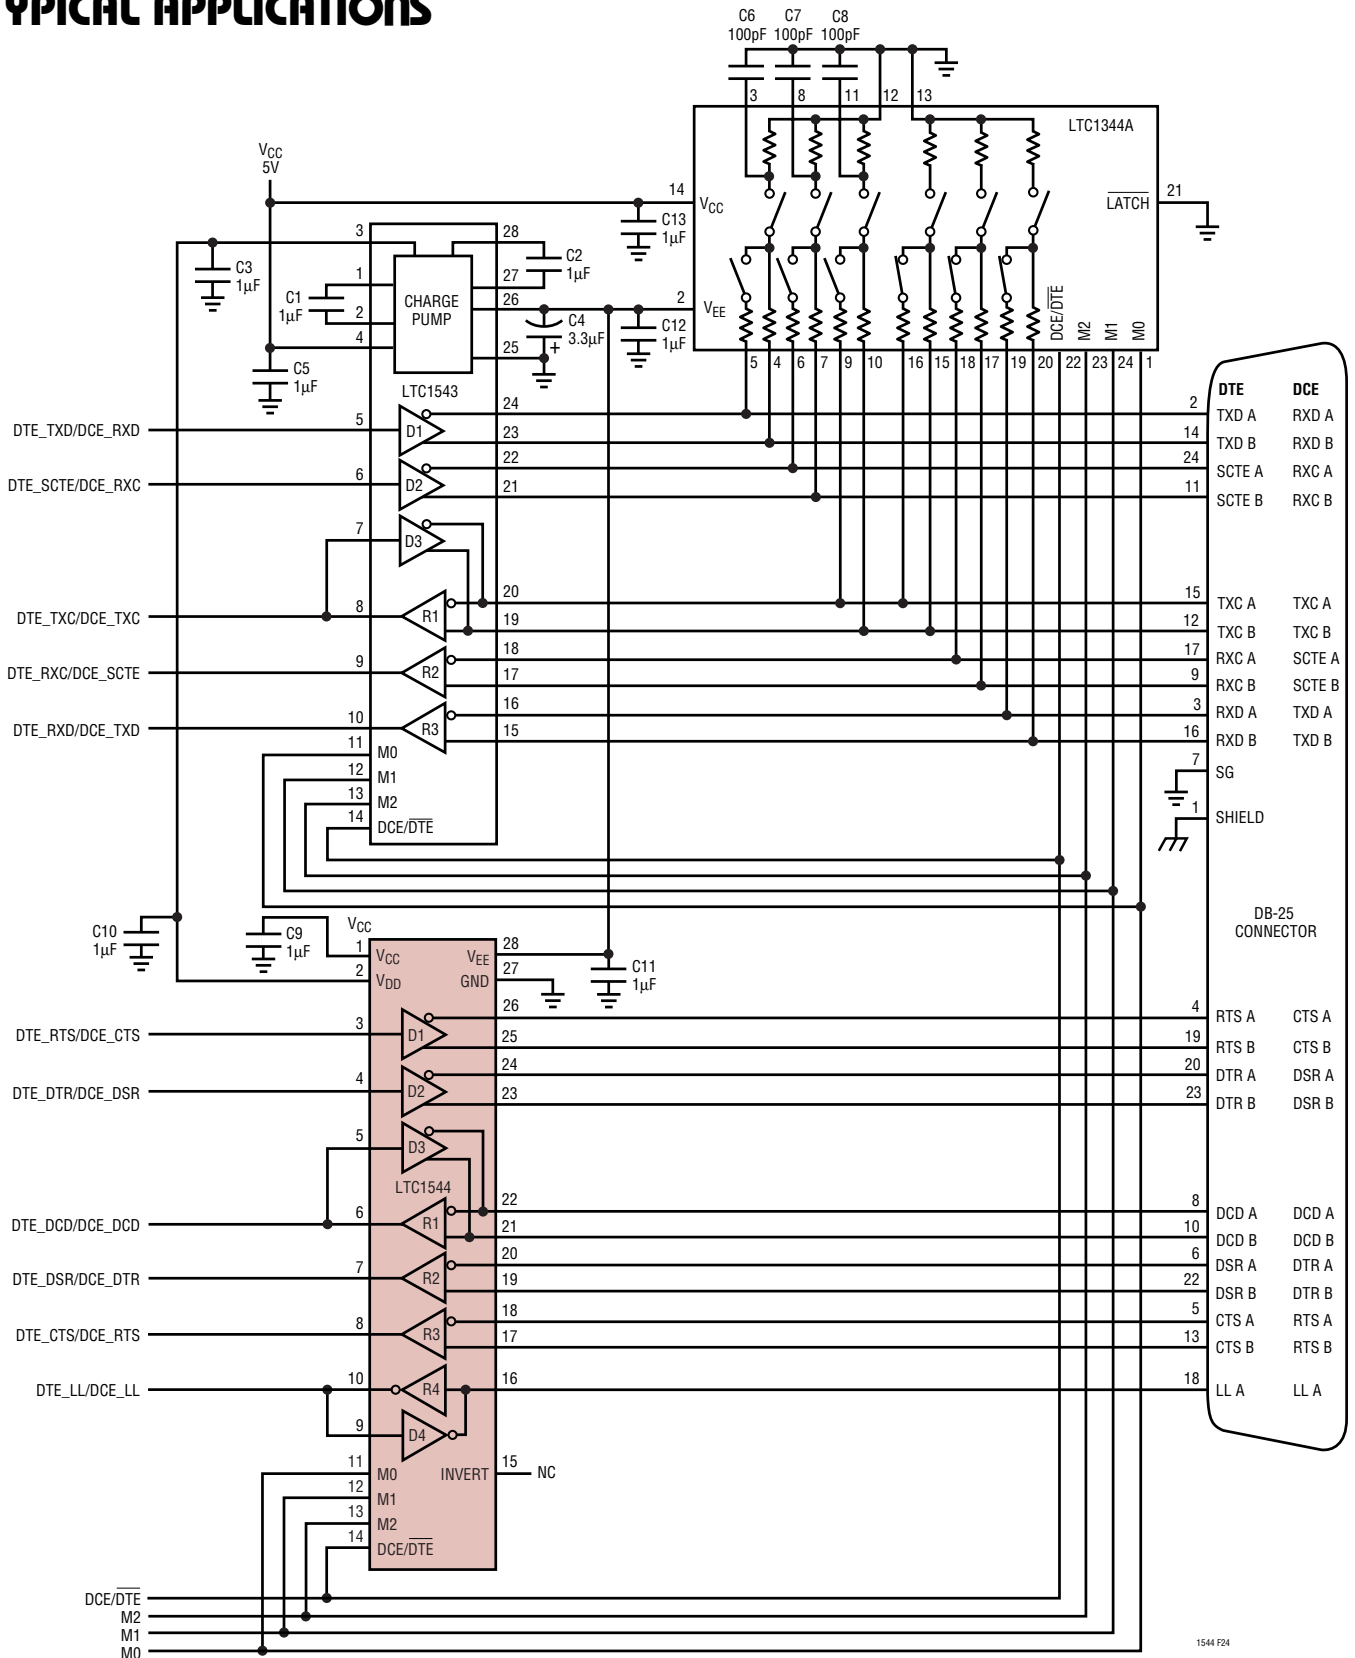 YPICAL APPLICATIONS
C6 C7 C8
100pF 100pF 100pF
3 8 11 12 13
LTC1344A
VCC
5V
14
VCC
C13
1µF
LATCH
21
3
28
C2
1µF
C3
1µF
1
27
C1
1µF
CHARGE
PUMP
2
26
C4
3.3µF
+
2
VEE
C12
1µF
DCE/DTE
M2
M1
M0
4
25
C5
1µF
5 4 6 7 9 10 16 15 18 17 19 20 22 23 24 1
LTC1543
DTE DCE
DTE_TXD/DCE_RXD
5
D1
24
2
TXD A RXD A
23
14
TXD B RXD B
DTE_SCTE/DCE_RXC
6
D2
22
24
SCTE A RXC A
21
11
SCTE B RXC B
7
D3
DTE_TXC/DCE_TXC
8
R1
20
15
TXC A TXC A
19
12
TXC B TXC B
DTE_RXC/DCE_SCTE
9
R2
18
17
RXC A SCTE A
17
9
RXC B SCTE B
DTE_RXD/DCE_TXD
10
R3
16
3
RXD A TXD A
15
16
RXD B TXD B
11
M0
7
SG
12
M1
13
M2
1
SHIELD
14
DCE/DTE
DB-25
CONNECTOR
C10
1µF
C9
1µF
VCC
1
VCC
VEE
28
C11
1µF
2
VDD
GND
27
DTE_RTS/DCE_CTS
3
D1
26
4
RTS A CTS A
25
19
RTS B CTS B
DTE_DTR/DCE_DSR
4
D2
24
20
DTR A DSR A
23
23
DTR B DSR B
5
D3
LTC1544
DTE_DCD/DCE_DCD
6
R1
22
8
DCD A DCD A
21
10
DCD B DCD B
DTE_DSR/DCE_DTR
7
R2
20
6
DSR A DTR A
19
22
DSR B DTR B
DTE_CTS/DCE_RTS
8
R3
18
5
CTS A RTS A
17
13
CTS B RTS B
DTE_LL/DCE_LL
10
R4
16
18
LL A LL A
9
D4
11
M0
INVERT
15
NC
12
M1
13
M2
14
DCE/DTE
DCE/DTE
M2
M1
M0
1544 F24